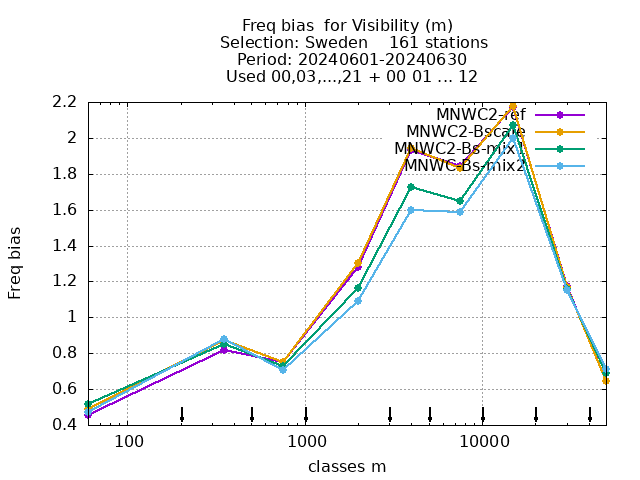 Freq bias  for Visibility (m)
Selection: Sweden    161 stations
Period: 20240601-20240630
Used 00,03,...,21 + 00 01 ... 12
MNWC2-ref
MNWC2-Bscale
MNWC2-Bs-mix1
MNWC-Bs-mix2
2.2
2
1.8
1.6
1.4
1.2
1
0.8
0.6
0.4
Freq bias
100
1000
10000
classes m